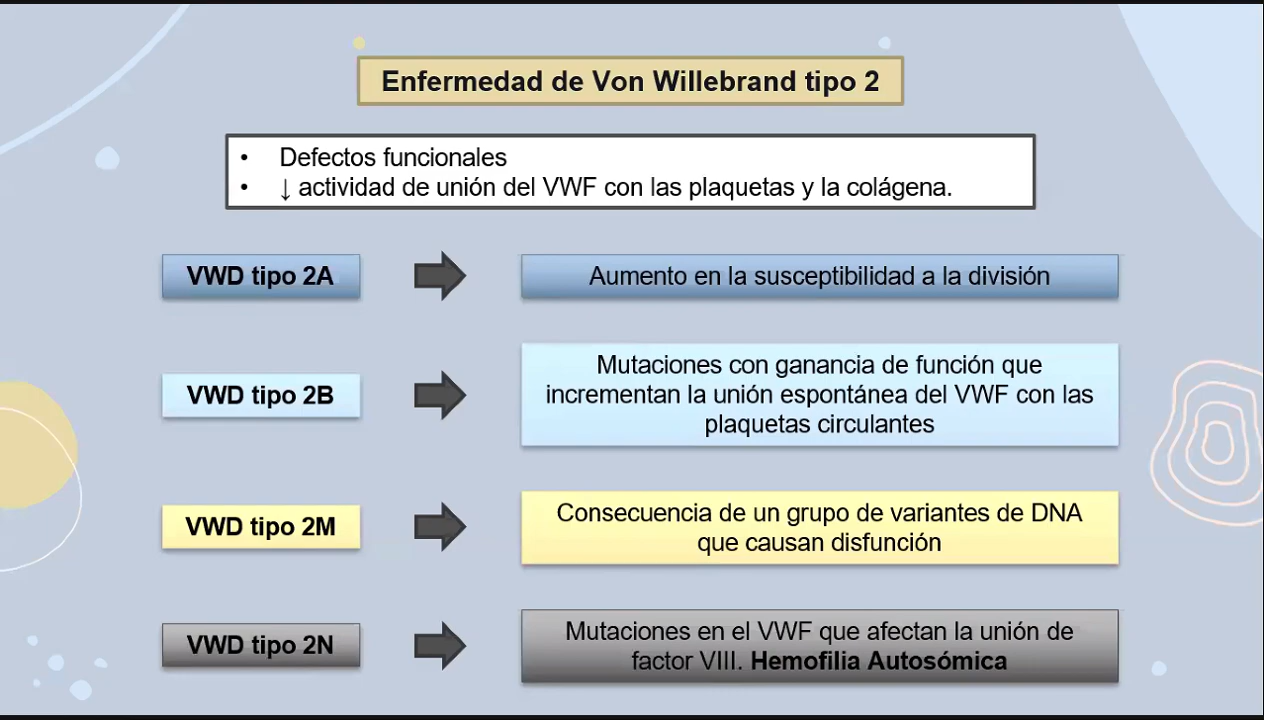 Enfermedad de Von Willebrand tipo 2
• Defectos funcionales
• ↓ actividad de unión del VWF con las plaquetas y la colágena.
VWD tipo 2A
Aumento en la susceptibilidad a la división
VWD tipo 2B
Mutaciones con ganancia de función que
incrementan la unión espontánea del VWF con las
plaquetas circulantes
VWD tipo 2M
Consecuencia de un grupo de variantes de DNA
que causan disfunción
VWD tipo 2N
Mutaciones en el VWF que afectan la unión de
factor VIII. Hemofilia Autosómica